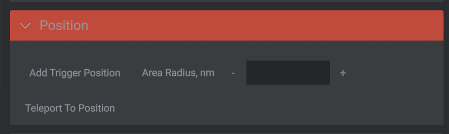 Position
Add Trigger Position Area Radius, nm - +
Teleport To Position